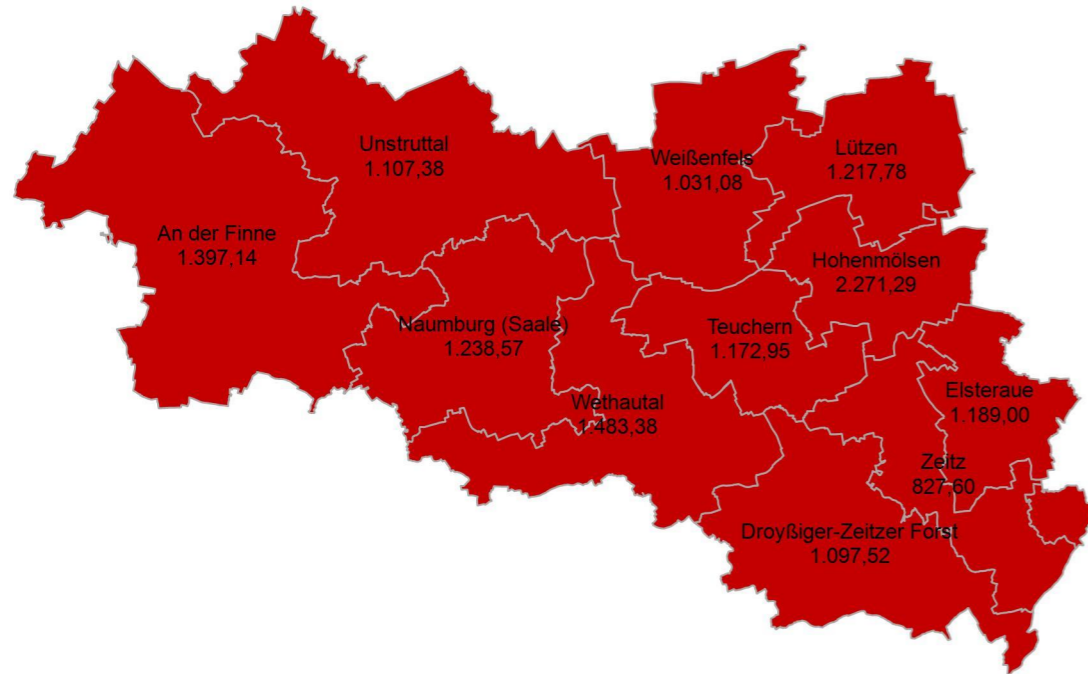 Unstruttal
1.107,38
Weißenfels
1.031,08
Lützen
1.217,78
An der Finne
1.397,14
Hohenmölsen
2.271,29
Naumburg (Saale)
1.238,57
Teuchern
1.172,95
Wethautal
1.483,38
Elsteraue
1.189,00
Zeitz
827,60
Droyßiger-Zeitzer Forst
1.097,52